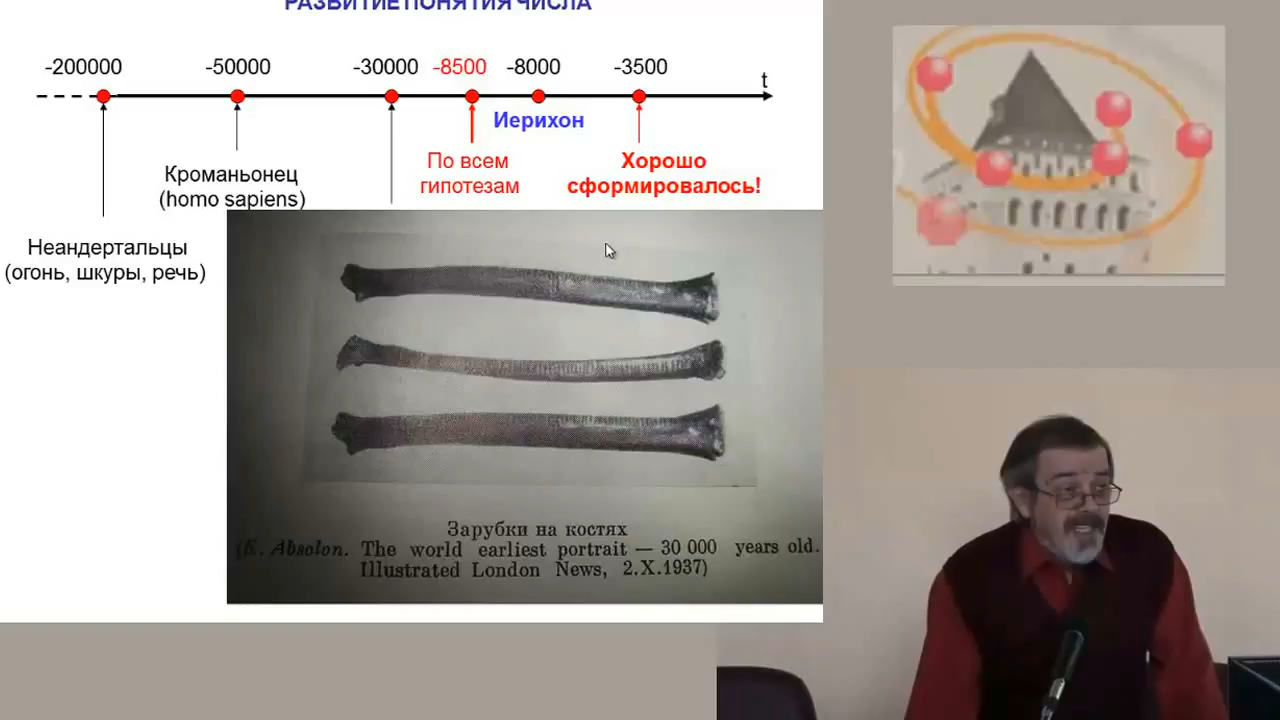 РАЗВИТИЕ ПОНЯТИЯ ЧИСЛА
-200000 -50000 -30000 -8500 -8000 -3500 t
Иерихон
По всем
гипотезам
Хорошо
сформировалось!
Кроманьонец
(homo sapiens)
Неандертальцы
(огонь, шкуры, речь)
Зарубки на костях
(K. Absolon. The world earliest portrait — 30 000 years old.
Illustrated London News, 2.X.1937)